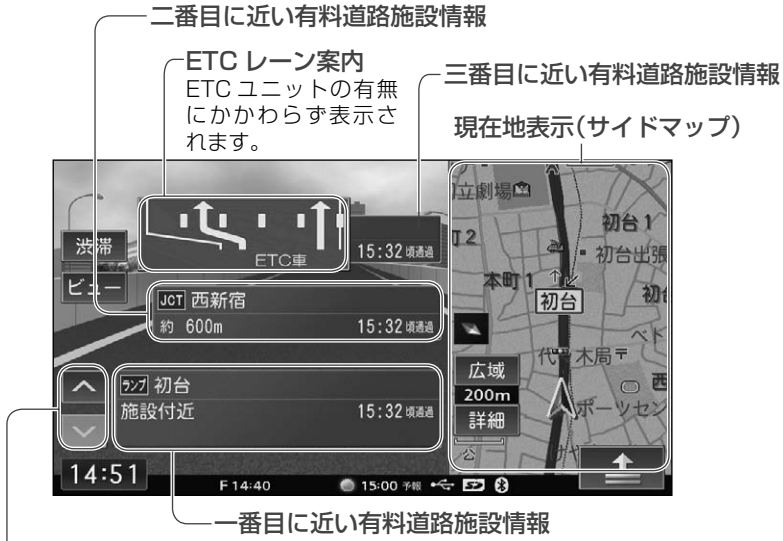 二番目に近い有料道路施設情報
ETC レーン案内
ETC ユニットの有無
にかかわらず表示さ
れます。
三番目に近い有料道路施設情報
現在地表示(サイドマップ)
渋滞
ビュー
ETC車
15:32 頃通過
JCT 西新宿
約 600m 15:32 頃通過
ランプ 初台
施設付近 15:32 頃通過
14:51
F 14:40
15:00 予報
立劇場
初台1
初台出張
本町1
初台
代々木局
広域
200m
詳細
ポーツセン
公
西
一番目に近い有料道路施設情報